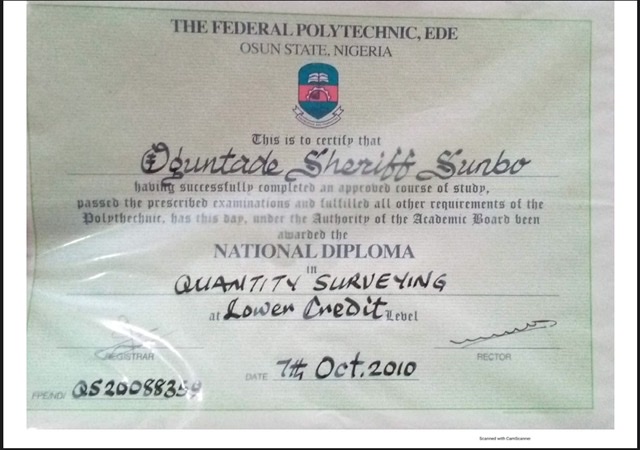 THE FEDERAL POLYTECHNIC, EDE
OSUN STATE, NIGERIA
This is to certify that
Oguntade Sheriff Sunbo
having successfully completed an approved course of study,
passed the prescribed examinations and fulfilled all other requirements of the
Polytechnic, has this day, under the Authority of the Academic Board been
awarded the
NATIONAL DIPLOMA
in
QUANTITY SURVEYING
at Lower Credit Level
REGISTRAR
RECTOR
DATE 7th Oct. 2010
FPE/ND/ QS20088359
Scanned with CamScanner